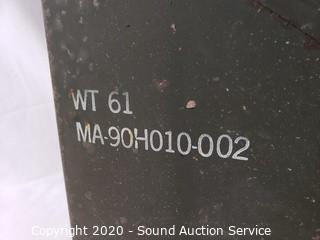 WT 61
MA-90H010-002
Copyright 2020 - Sound Auction Service